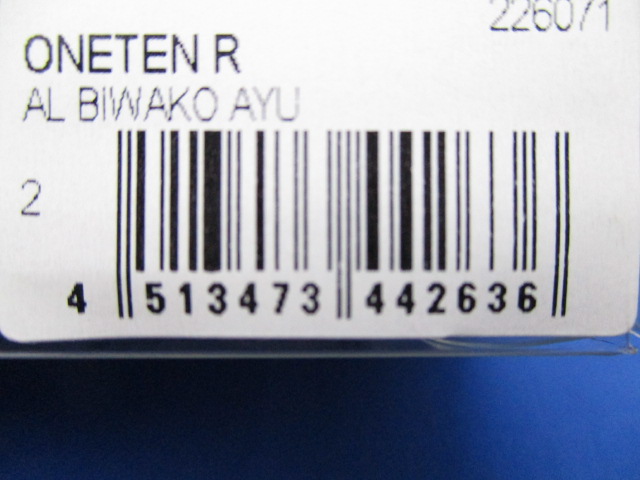 226071
ONETEN R
AL BIWAKO AYU
2
4 513473 442636